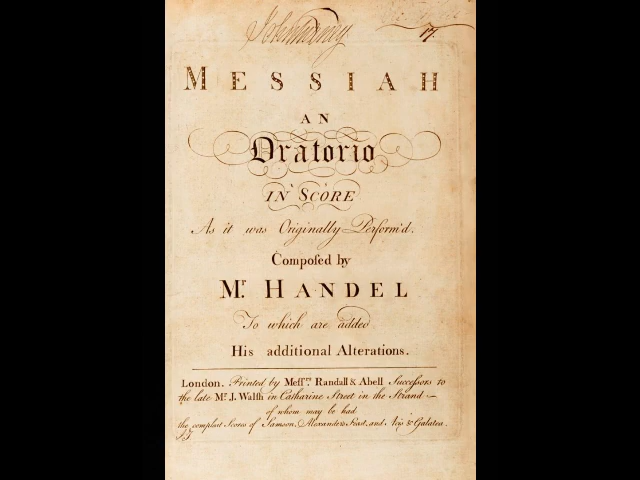 17.
MESSIAH
AN
Oratorio
IN SCORE
As it was Originally Perform'd.
Composed by
Mr. HANDEL
To which are added
His additional Alterations.
London. Printed by Messrs. Randall & Abell Successors to
the late Mr. J. Walsh in Catharine Street in the Strand
of whom may be had
the compleat Scores of Samson, Alexanders Feast, and Acis & Galatea.